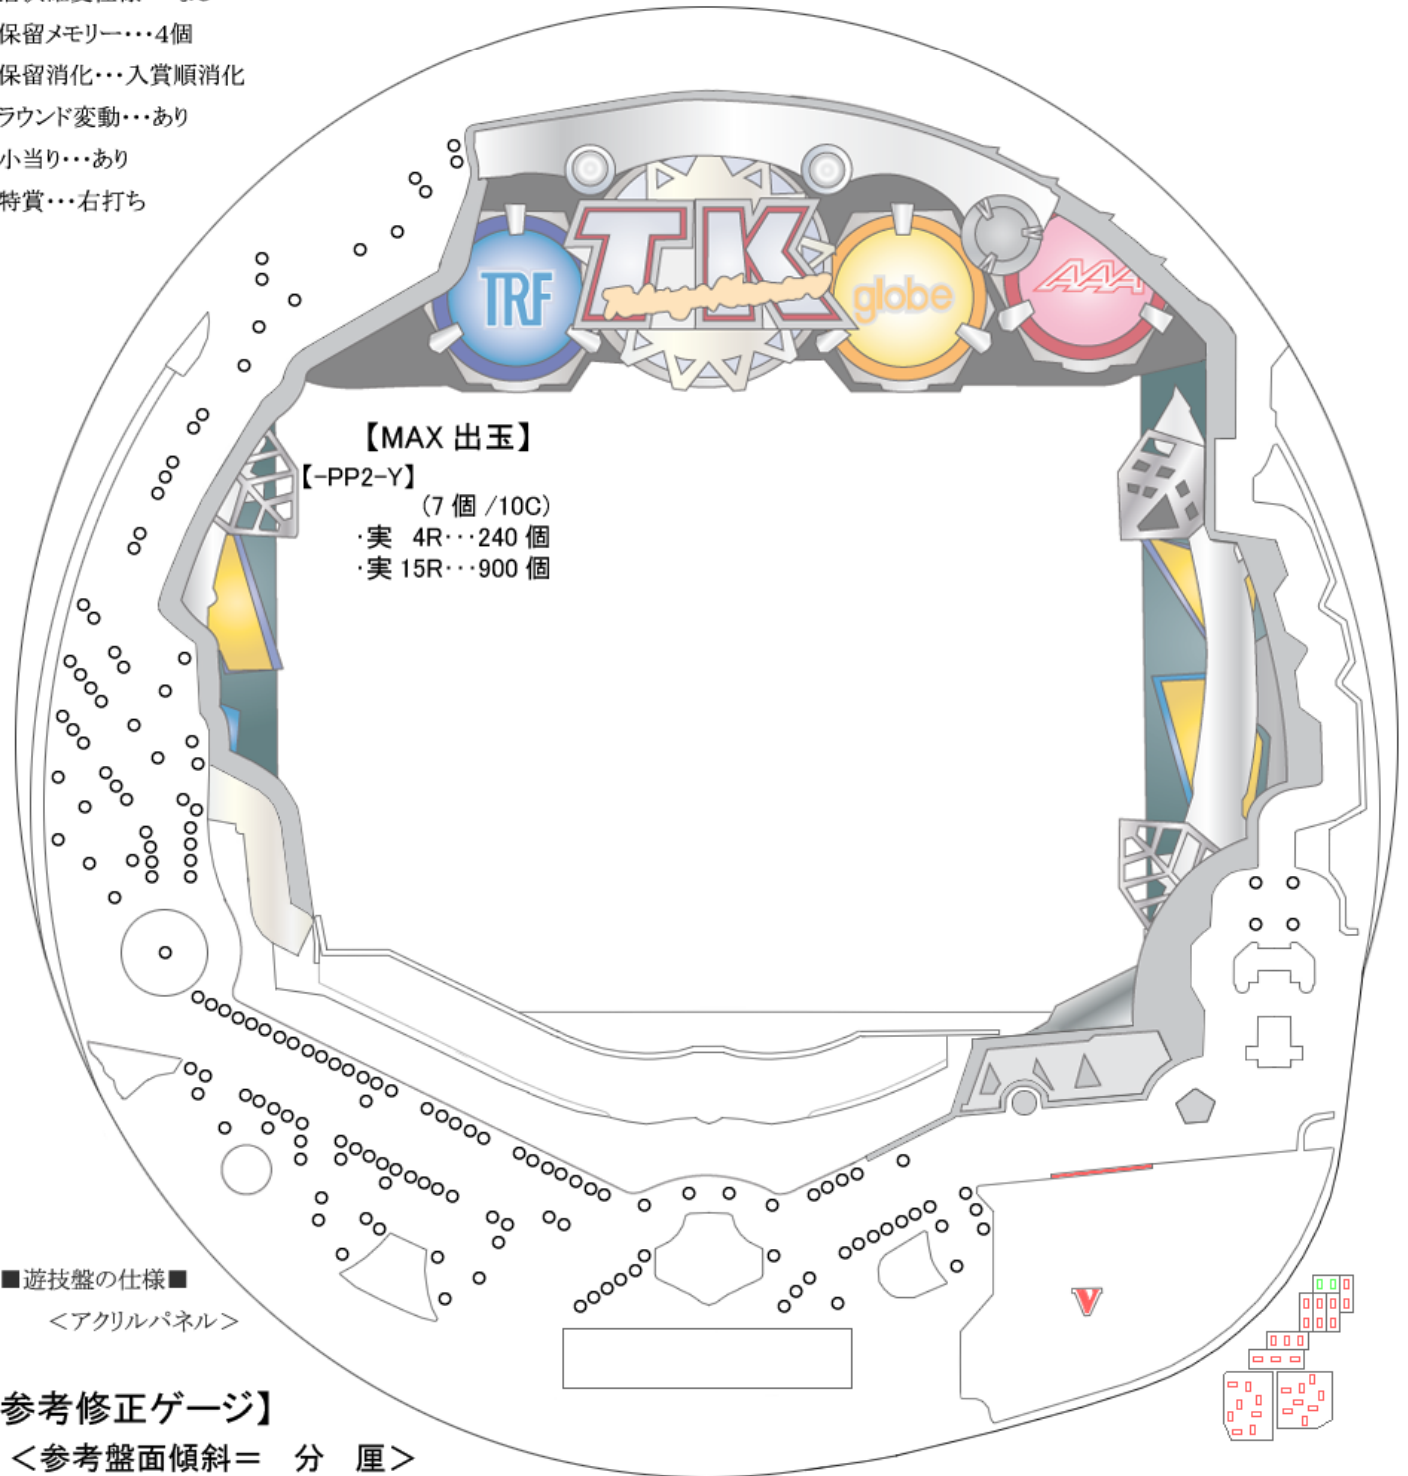 保留メモリー･･･4個
保留消化･･･入賞順消化
ラウンド変動･･･あり
小当り･･･あり
特賞･･･右打ち
TRF
TK
globe
AAA
【MAX 出玉】
【-PP2-Y】
(7 個 /10C)
･実 4R･･･240 個
･実 15R･･･900 個
V
■遊技盤の仕様■
＜アクリルパネル＞
参考修正ゲージ】
＜参考盤面傾斜＝ 分 厘＞